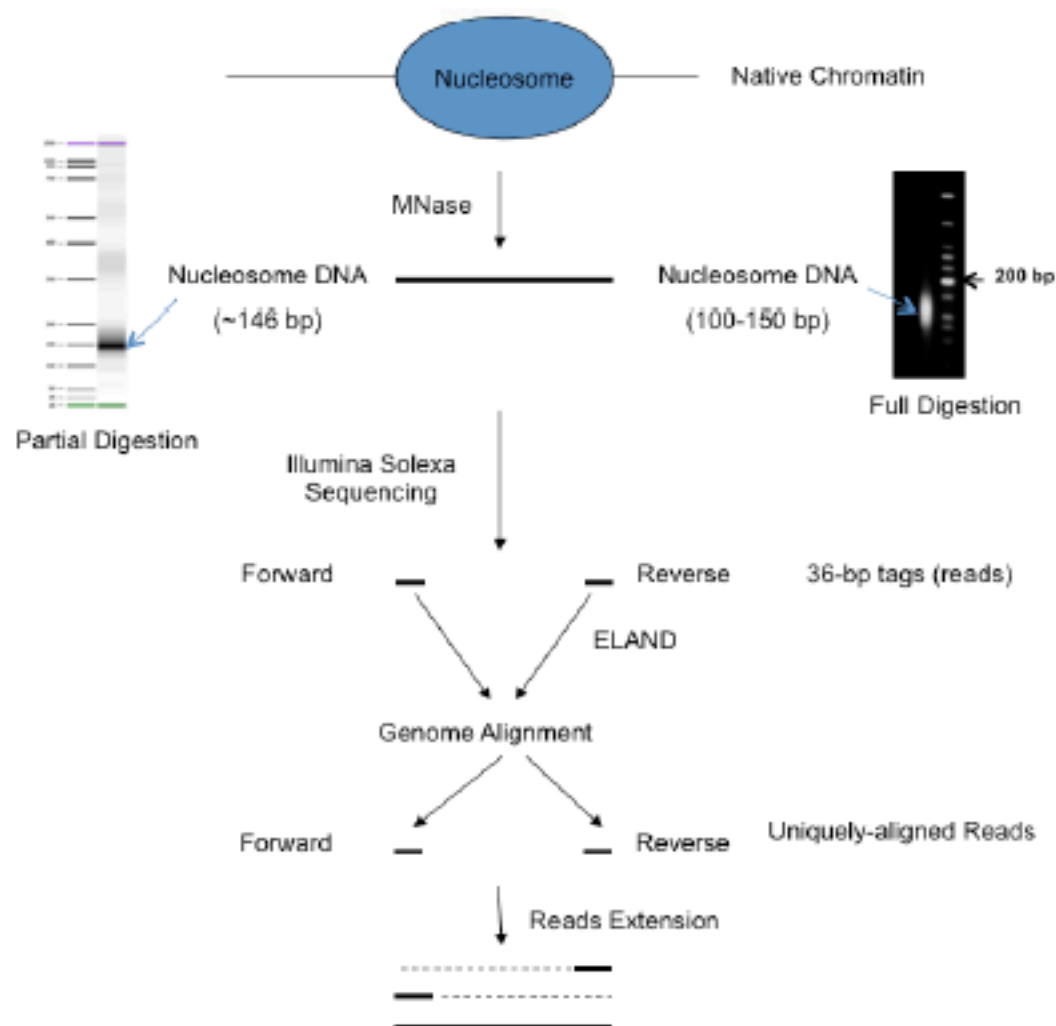 Nucleosome
Native Chromatin
MNase
Nucleosome DNA
(~146 bp)
Nucleosome DNA
(100-150 bp)
200 bp
Partial Digestion
Full Digestion
Illumina Solexa
Sequencing
Forward
Reverse
36-bp tags (reads)
ELAND
Genome Alignment
Forward
Reverse
Uniquely-aligned Reads
Reads Extension